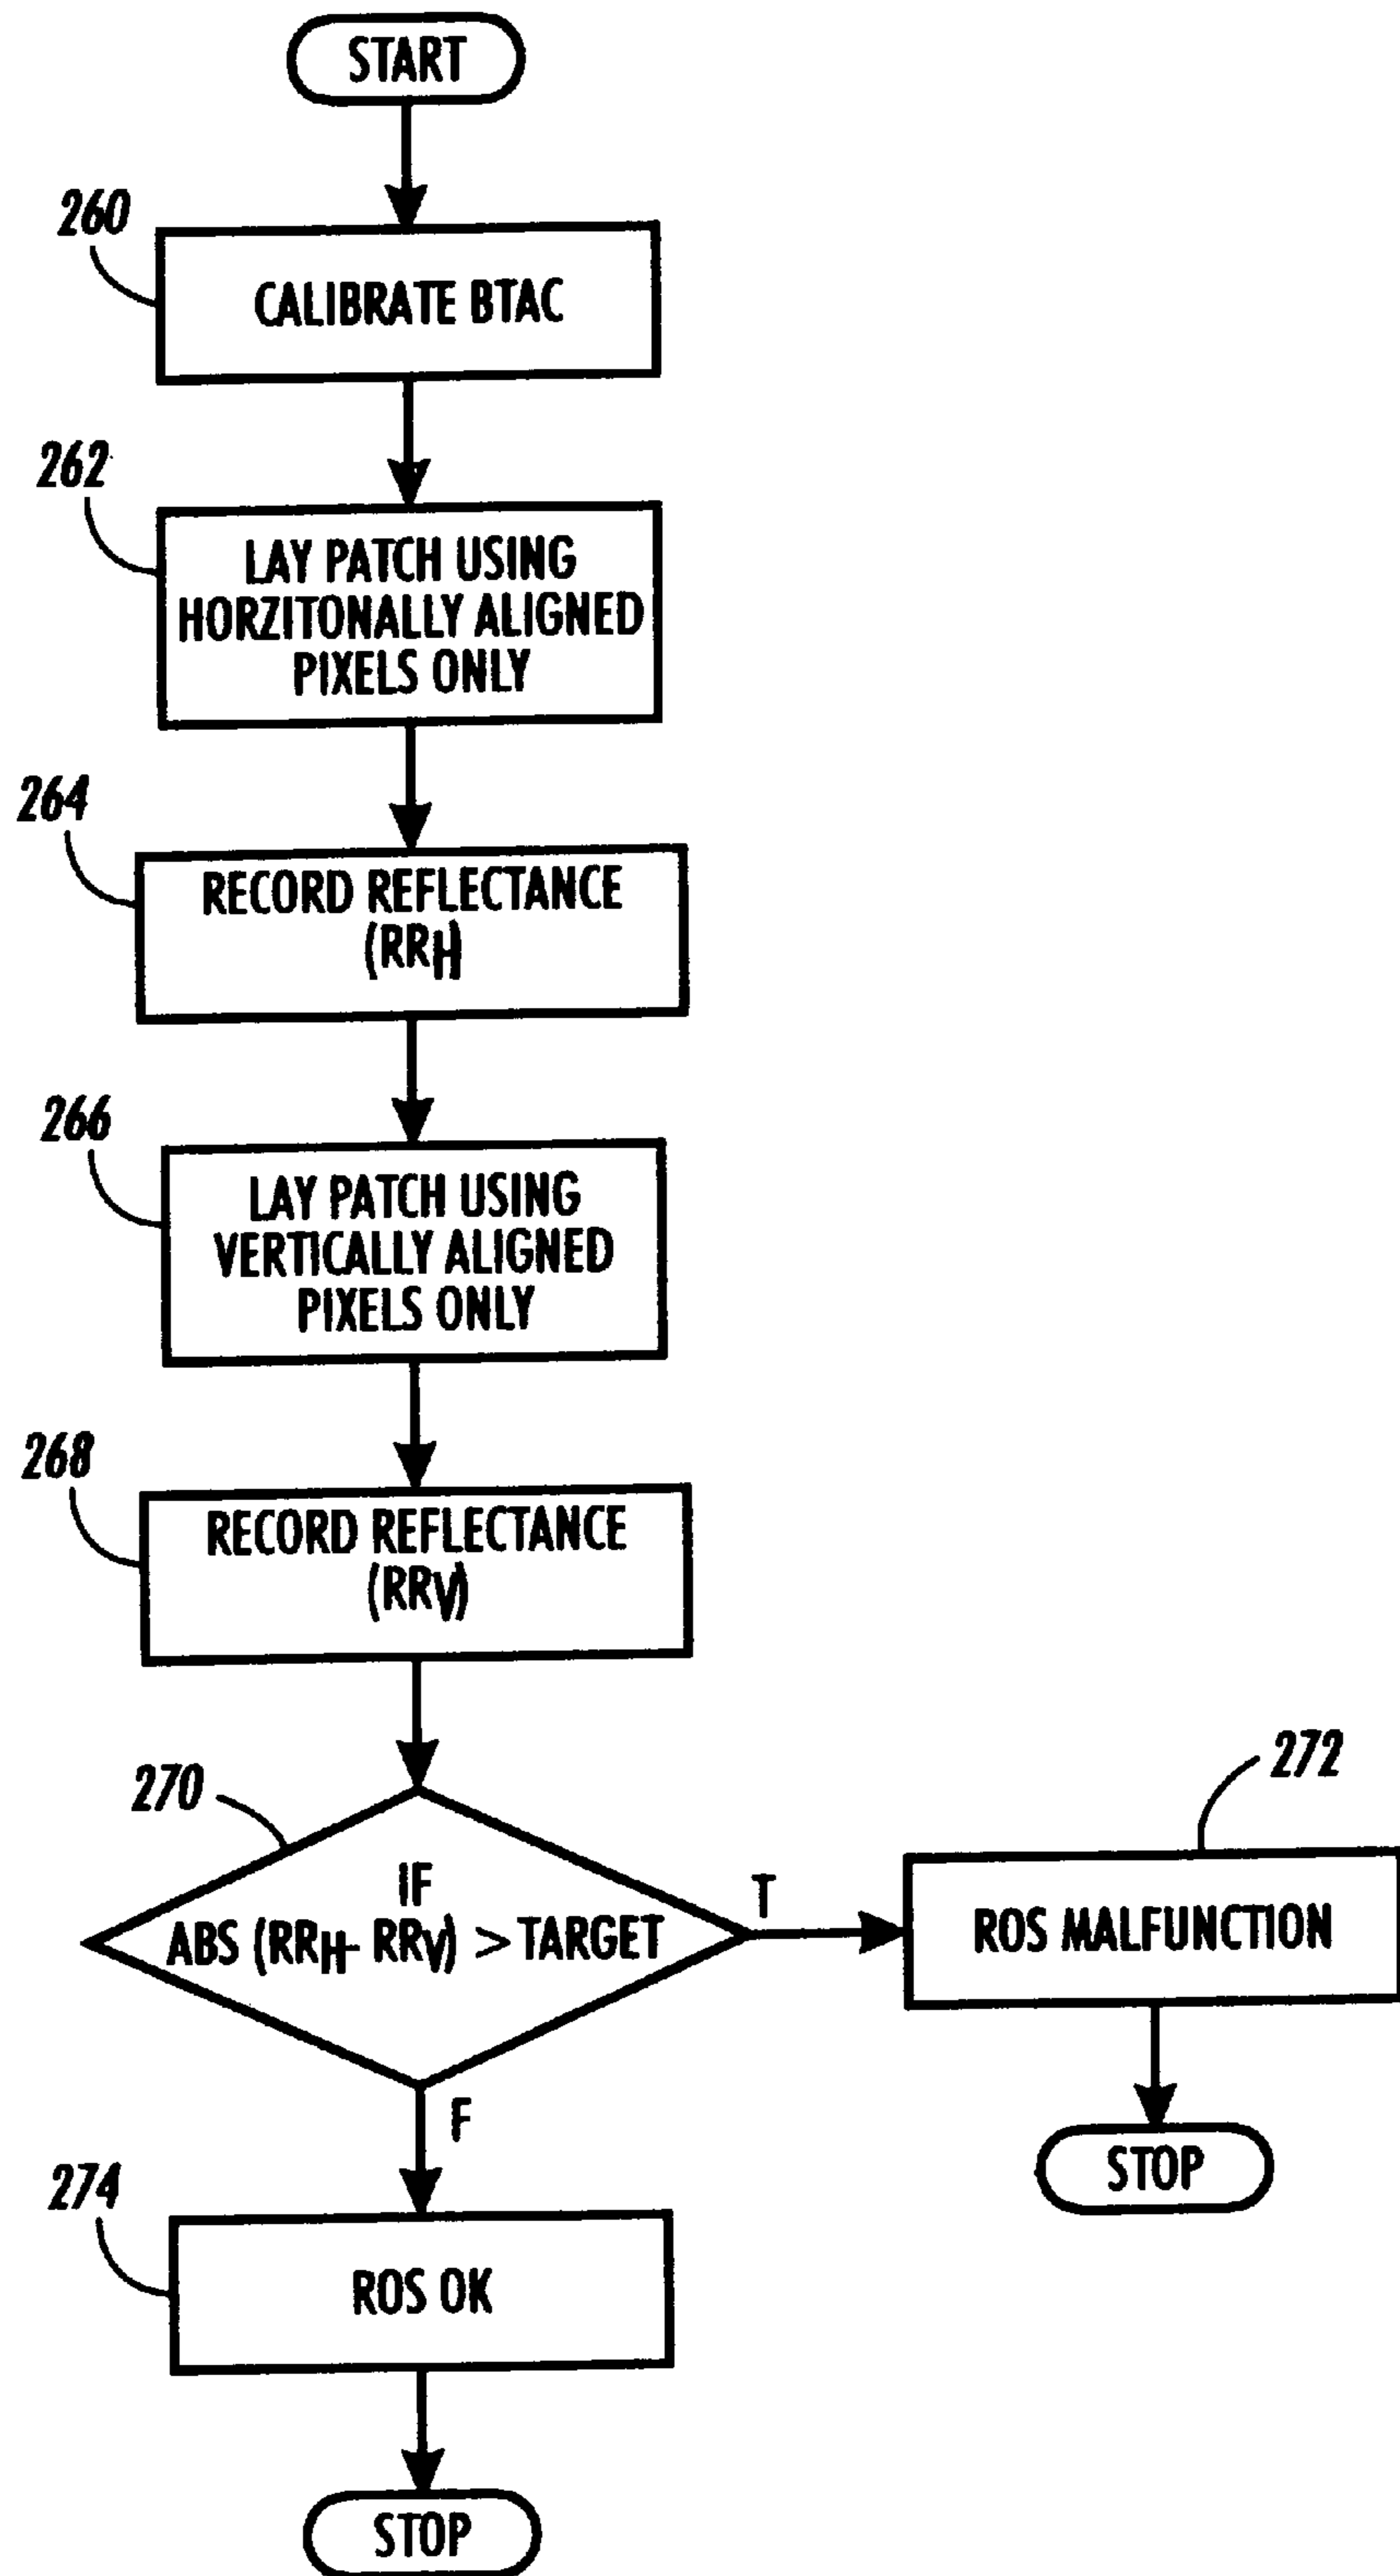 START
260
CALIBRATE BTAC
262
LAY PATCH USING
HORZITONALLY ALIGNED
PIXELS ONLY
264
RECORD REFLECTANCE
(RRH)
266
LAY PATCH USING
VERTICALLY ALIGNED
PIXELS ONLY
268
RECORD REFLECTANCE
(RRV)
270
IF
ABS (RRH- RRV) > TARGET
T
272
ROS MALFUNCTION
STOP
F
274
ROS OK
STOP